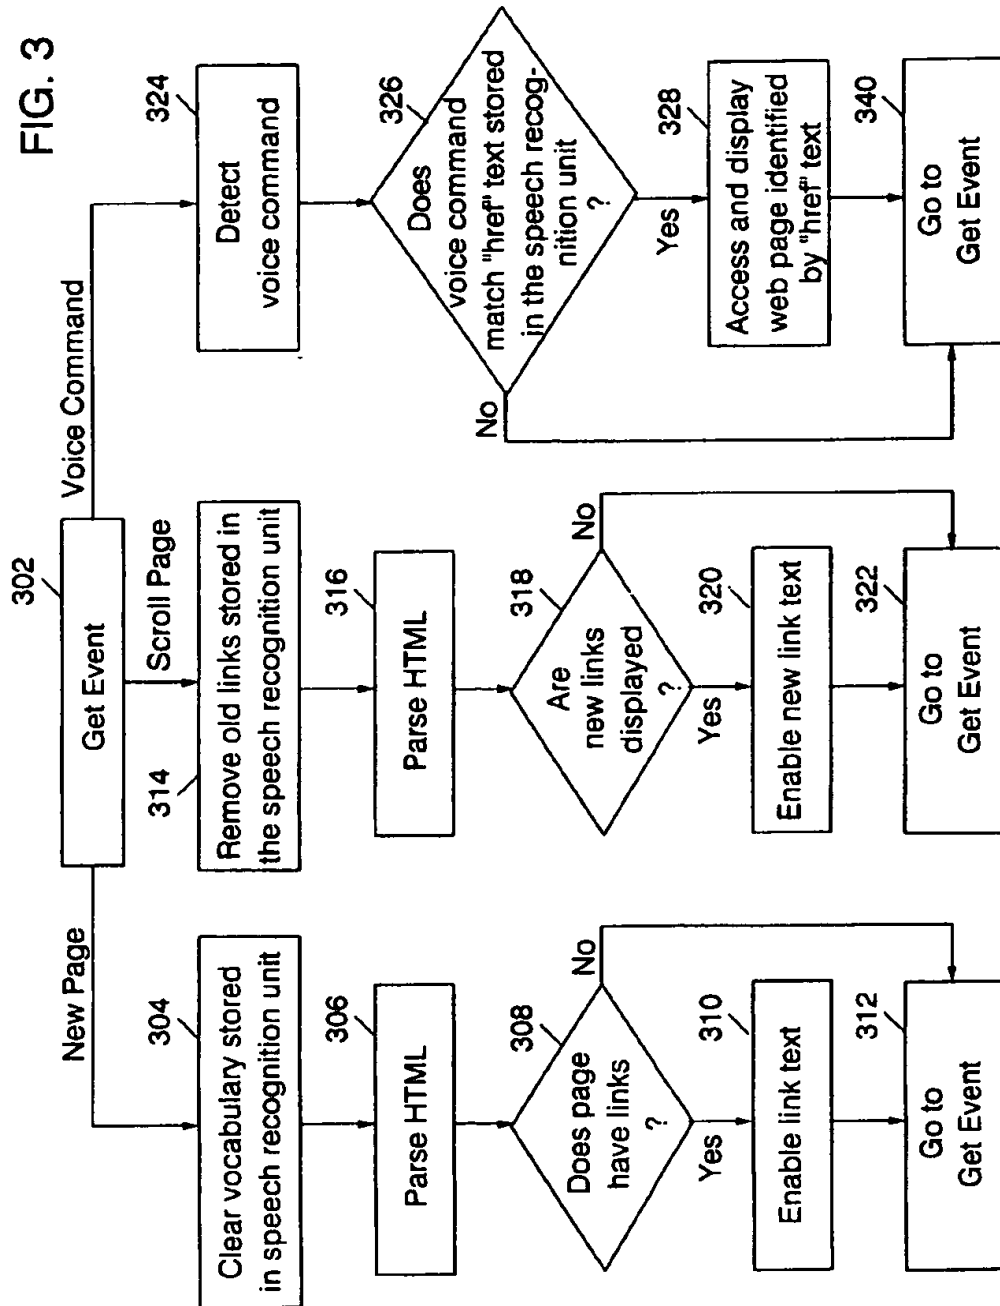 FIG. 3
302
Get Event
New Page
Scroll Page
Voice Command
304
Clear vocabulary stored
in speech recognition unit
306
Parse HTML
308
Does page
have links
?
No
Yes
310
Enable link text
312
Go to
Get Event
314
Remove old links stored in
the speech recognition unit
316
Parse HTML
318
Are
new links
displayed
?
No
Yes
320
Enable new link text
322
Go to
Get Event
324
Detect
voice command
326
Does
voice command
match "href" text stored
in the speech recog-
nition unit
?
No
Yes
328
Access and display
web page identified
by "href" text
340
Go to
Get Event